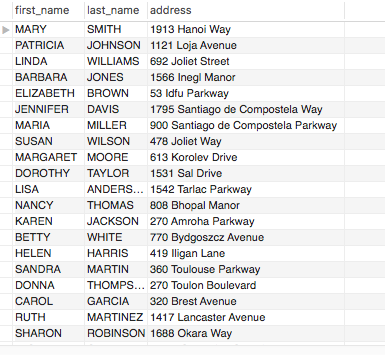 first_name last_name address
MARY SMITH 1913 Hanoi Way
PATRICIA JOHNSON 1121 Loja Avenue
LINDA WILLIAMS 692 Joliet Street
BARBARA JONES 1566 Inegl Manor
ELIZABETH BROWN 53 Idfu Parkway
JENNIFER DAVIS 1795 Santiago de Compostela Way
MARIA MILLER 900 Santiago de Compostela Parkway
SUSAN WILSON 478 Joliet Way
MARGARET MOORE 613 Korolev Drive
DOROTHY TAYLOR 1531 Sal Drive
LISA ANDERS... 1542 Tarlac Parkway
NANCY THOMAS 808 Bhopal Manor
KAREN JACKSON 270 Amroha Parkway
BETTY WHITE 770 Bydgoszcz Avenue
HELEN HARRIS 419 Iligan Lane
SANDRA MARTIN 360 Toulouse Parkway
DONNA THOMPS... 270 Toulon Boulevard
CAROL GARCIA 320 Brest Avenue
RUTH MARTINEZ 1417 Lancaster Avenue
SHARON ROBINSON 1688 Okara Way